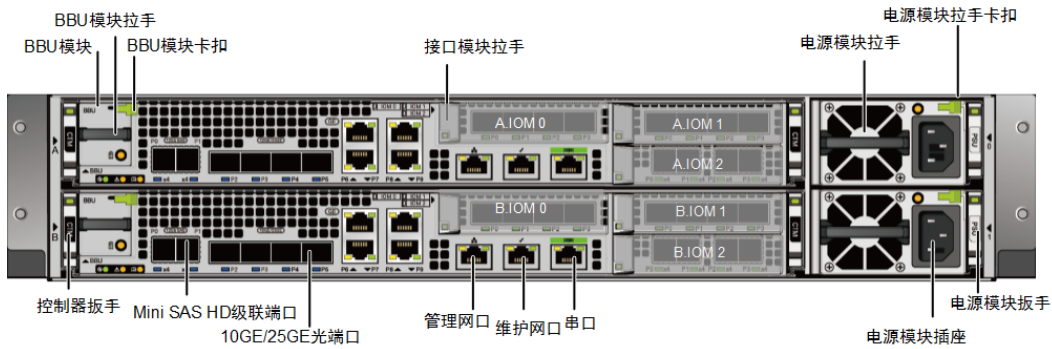 BBU模块拉手
BBU模块
BBU模块卡扣
接口模块拉手
电源模块拉手
电源模块拉手卡扣
A.IOM 0
A.IOM 1
A.IOM 2
B.IOM 0
B.IOM 1
B.IOM 2
BBU
BBU
A
B
控制器扳手
Mini SAS HD级联端口
10GE/25GE光端口
管理网口
维护网口
串口
电源模块扳手
电源模块插座